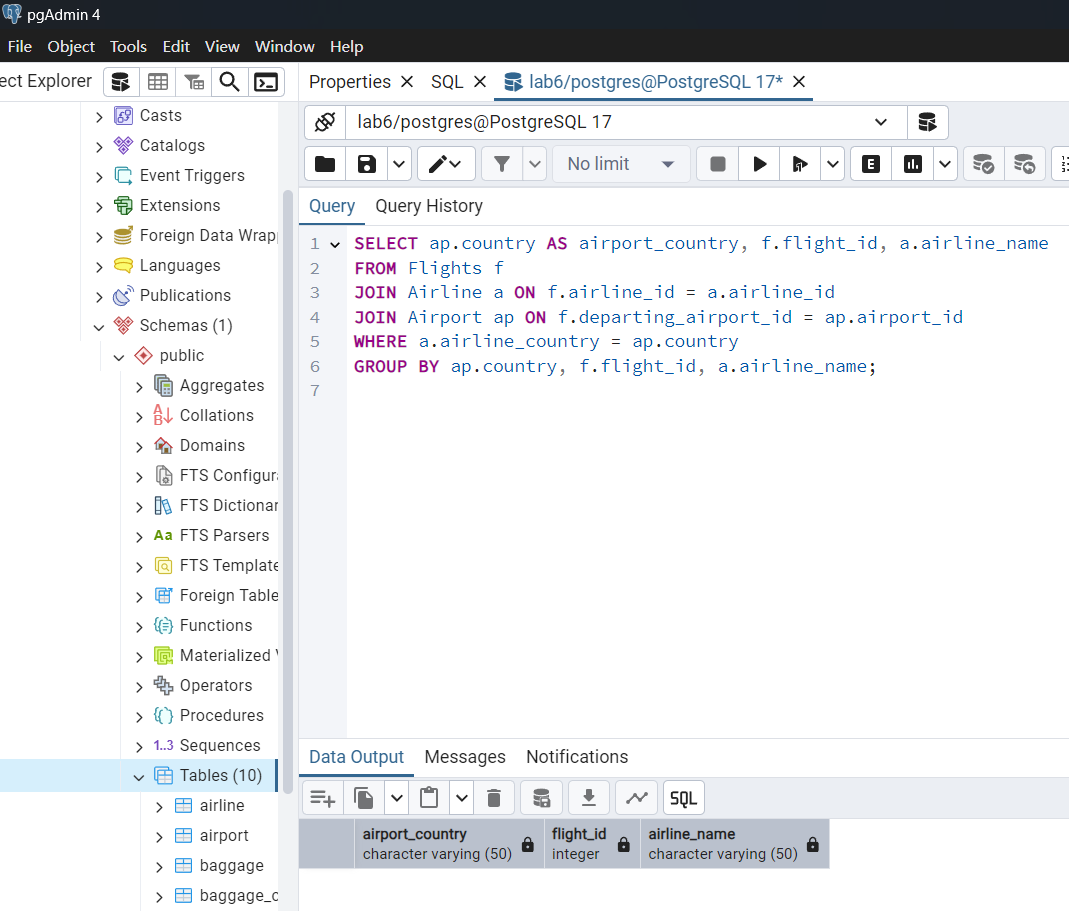 pgAdmin 4
File Object Tools Edit View Window Help
ect Explorer
Properties SQL lab6/postgres@PostgreSQL 17*
lab6/postgres@PostgreSQL 17
No limit
E
Query Query History
Casts
Catalogs
Event Triggers
Extensions
Foreign Data Wrap
Languages
Publications
Schemas (1)
public
Aggregates
Collations
Domains
FTS Configur
FTS Dictionar
Aa FTS Parsers
FTS Template
Foreign Table
Functions
Materialized V
Operators
Procedures
1..3 Sequences
Tables (10)
airline
airport
baggage
baggage_c
1 SELECT ap.country AS airport_country, f.flight_id, a.airline_name
2 FROM Flights f
3 JOIN Airline a ON f.airline_id = a.airline_id
4 JOIN Airport ap ON f.departing_airport_id = ap.airport_id
5 WHERE a.airline_country = ap.country
6 GROUP BY ap.country, f.flight_id, a.airline_name;
7
Data Output Messages Notifications
SQL
airport_country flight_id airline_name
character varying (50) integer character varying (50)